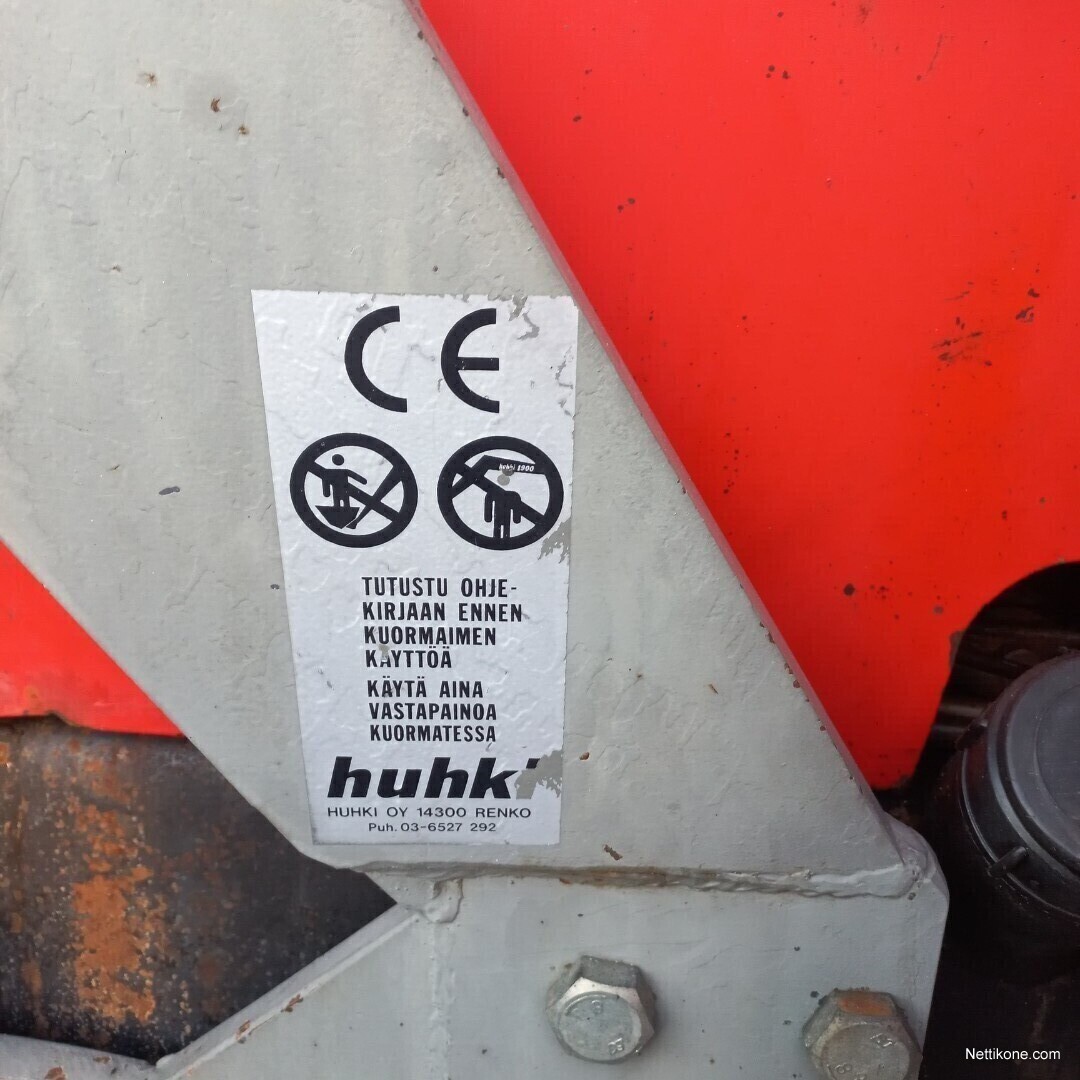 CE
huhki 1900
TUTUSTU OHJE-
KIRJAAN ENNEN
KUORMAIMEN
KÄYTTÖÄ
KÄYTÄ AINA
VASTAPAINOA
KUORMATESSA
huhki
HUHKI OY 14300 RENKO
Puh. 03-6527 292
Nettikone.com